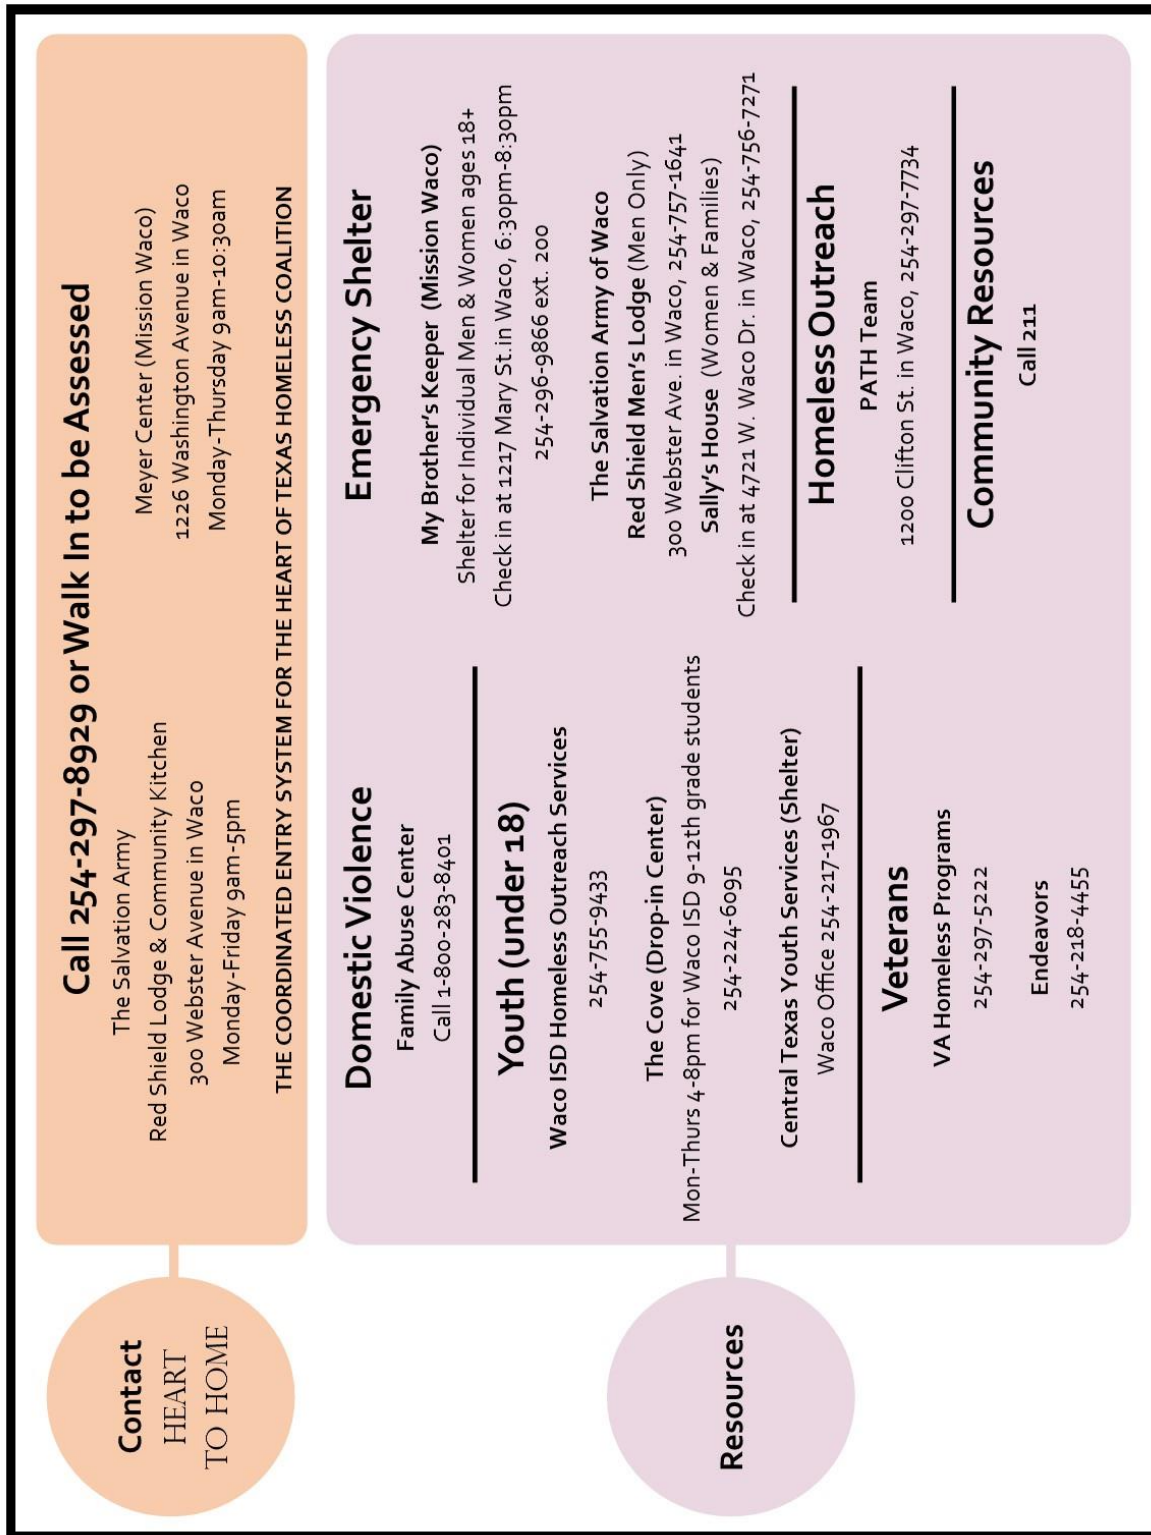 Contact
HEART
TO HOME
Call 254-297-8929 or Walk In to be Assessed
The Salvation Army
Red Shield Lodge & Community Kitchen
300 Webster Avenue in Waco
Monday-Friday 9am-5pm
Meyer Center (Mission Waco)
1226 Washington Avenue in Waco
Monday-Thursday 9am-10:30am
THE COORDINATED ENTRY SYSTEM FOR THE HEART OF TEXAS HOMELESS COALITION
Resources
Domestic Violence
Family Abuse Center
Call 1-800-283-8401
Youth (under 18)
Waco ISD Homeless Outreach Services
254-755-9433
The Cove (Drop-in Center)
Mon-Thurs 4-8pm for Waco ISD 9-12th grade students
254-224-6095
Central Texas Youth Services (Shelter)
Waco Office 254-217-1967
Veterans
VA Homeless Programs
254-297-5222
Endeavors
254-218-4455
Emergency Shelter
My Brother's Keeper (Mission Waco)
Shelter for Individual Men & Women ages 18+
Check in at 1217 Mary St.in Waco, 6:30pm-8:30pm
254-296-9866 ext. 200
The Salvation Army of Waco
Red Shield Men's Lodge (Men Only)
300 Webster Ave. in Waco, 254-757-1641
Sally's House (Women & Families)
Check in at 4721 W. Waco Dr. in Waco, 254-756-7271
Homeless Outreach
PATH Team
1200 Clifton St. in Waco, 254-297-7734
Community Resources
Call 211